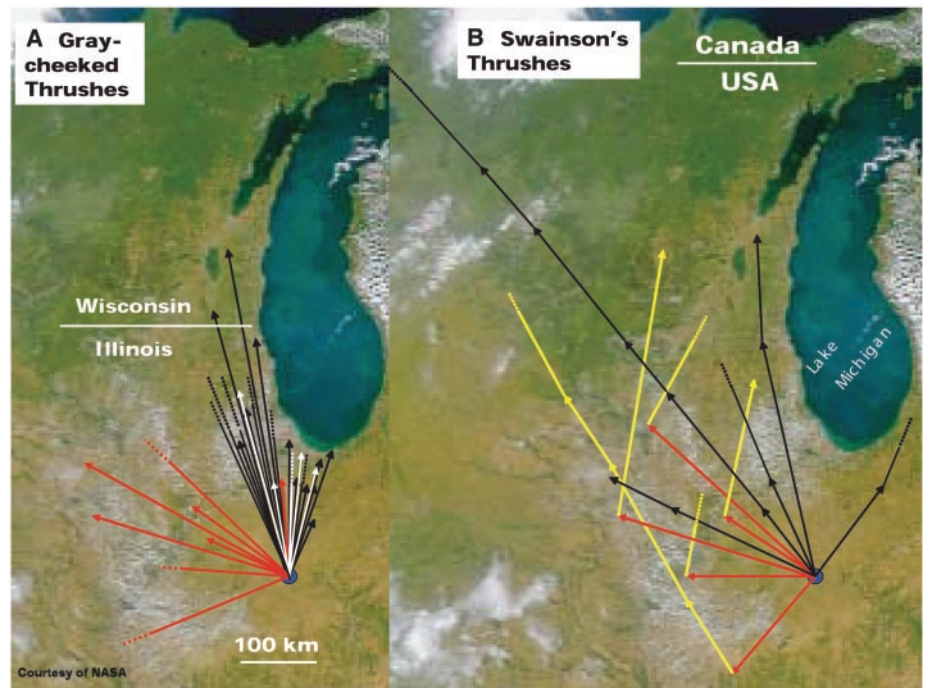 A Gray-
cheeked
Thrushes
Wisconsin
Illinois
100 km
Courtesy of NASA
B Swainson's
Thrushes
Canada
USA
Lake
Michigan